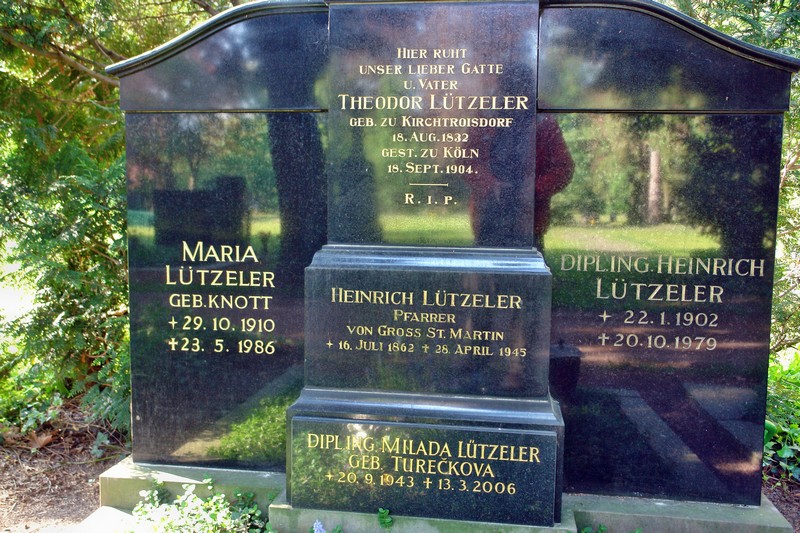 HIER RUHT
UNSER LIEBER GATTE
U. VATER
THEODOR LÜTZELER
GEB. ZU KIRCHTROISDORF
18. AUG. 1832
GEST. ZU KÖLN
18. SEPT. 1904.
R. I. P.
MARIA
LÜTZELER
GEB. KNOTT
+ 29. 10. 1910
✝ 23. 5. 1986
HEINRICH LÜTZELER
PFARRER
VON GROSS ST. MARTIN
+ 16. JULI 1862 ✝ 28. APRIL 1945
DIPL. ING. HEINRICH
LÜTZELER
+ 22. 1. 1902
✝ 20. 10. 1979
DIPL. ING. MILADA LÜTZELER
GEB. TUREČKOVA
+ 20. 9. 1943 ✝ 13. 3. 2006